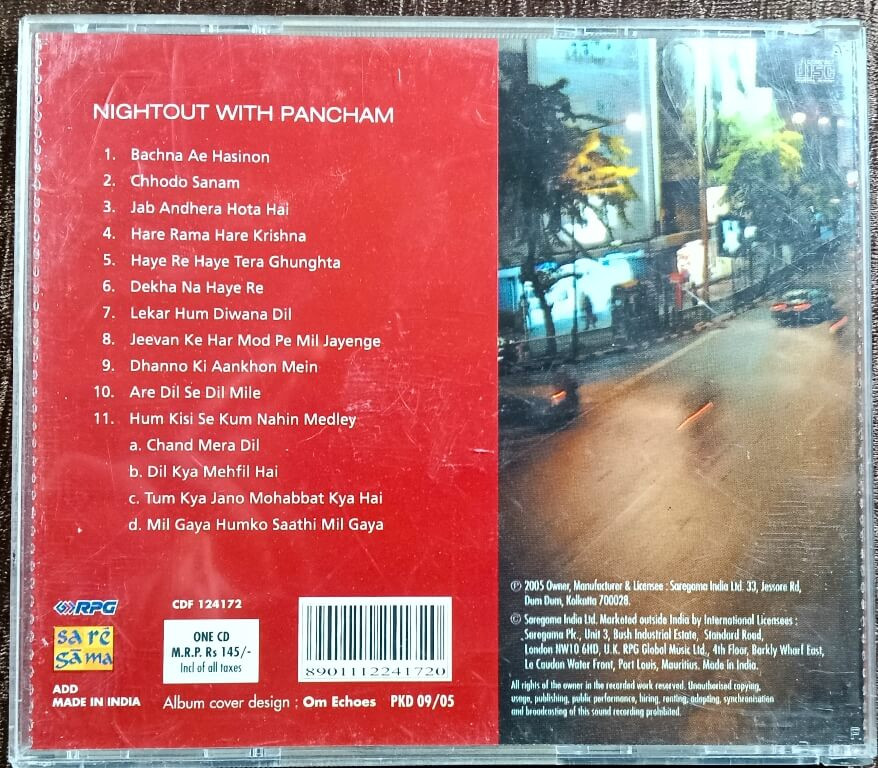 NIGHTOUT WITH PANCHAM
1. Bachna Ae Hasinon
2. Chhodo Sanam
3. Jab Andhera Hota Hai
4. Hare Rama Hare Krishna
5. Haye Re Haye Tera Ghunghta
6. Dekha Na Haye Re
7. Lekar Hum Diwana Dil
8. Jeevan Ke Har Mod Pe Mil Jayenge
9. Dhanno Ki Aankhon Mein
10. Are Dil Se Dil Mile
11. Hum Kisi Se Kum Nahin Medley
a. Chand Mera Dil
b. Dil Kya Mehfil Hai
c. Tum Kya Jano Mohabbat Kya Hai
d. Mil Gaya Humko Saathi Mil Gaya
RPG
sa rē
gā ma
ADD
MADE IN INDIA
CDF 124172
ONE CD
M.R.P. Rs 145/-
Incl of all taxes
8901112241720
Album cover design : Om Echoes PKD 09/05
disc
℗ 2005 Owner, Manufacturer & Licensee : Saregama India Ltd. 33, Jessore Rd,
Dum Dum, Kolkatta 700028.
© Saregama India Ltd. Marketed outside India by International Licensees :
Saregama Plc., Unit 3, Bush Industrial Estate, Standard Road,
London NW10 6HD, U.K. RPG Global Music Ltd., 4th Floor, Barkly Wharf East,
Le Caudan Water Front, Port Louis, Mauritius. Made in India.
All rights of the owner in the recorded work reserved. Unauthorised copying,
usage, publishing, public performance, hiring, renting, adapting, synchronisation
and broadcasting of this sound recording prohibited.